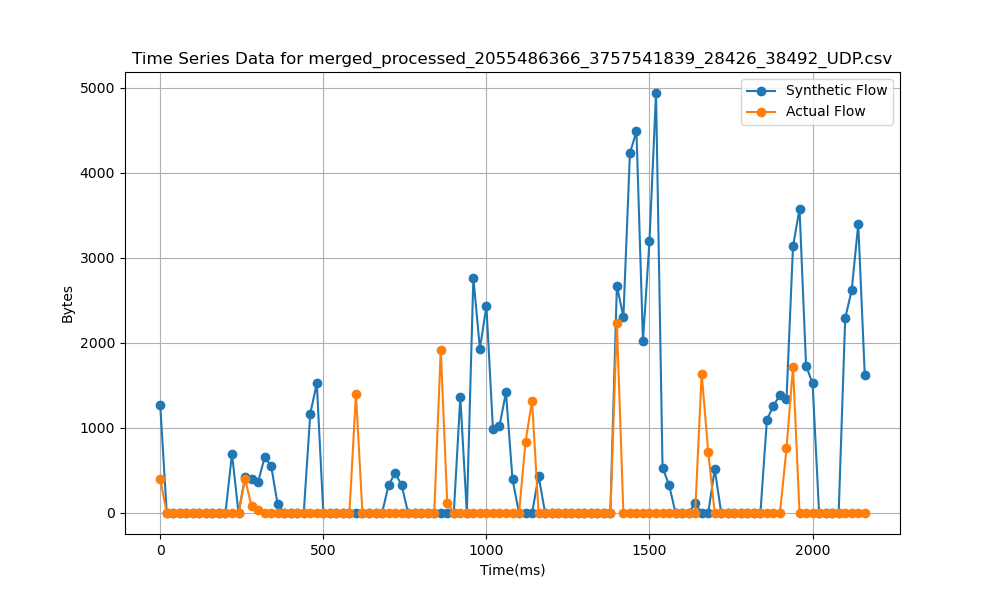 Time Series Data for merged_processed_2055486366_3757541839_28426_38492_UDP.csv
Synthetic Flow
Actual Flow
5000
4000
3000
2000
1000
0
Bytes
0 500 1000 1500 2000
Time(ms)